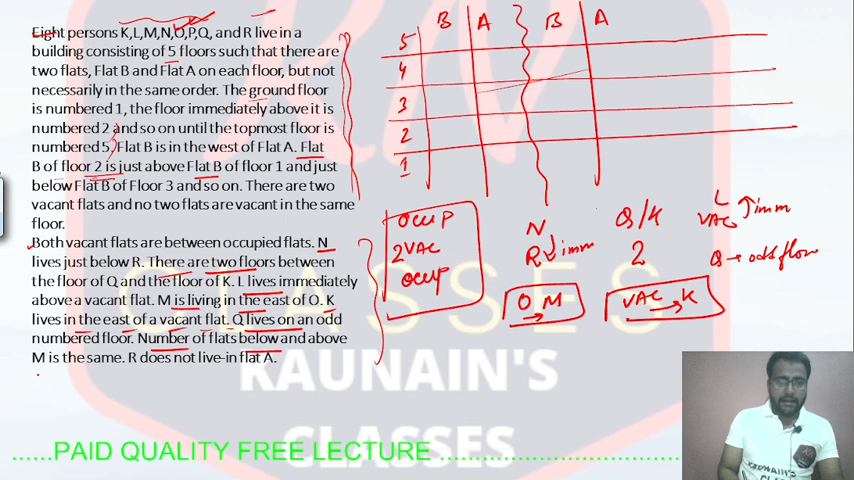 Eight persons K,L,M,N,O,P,Q, and R live in a
building consisting of 5 floors such that there are
two flats, Flat B and Flat A on each floor, but not
necessarily in the same order. The ground floor
is numbered 1, the floor immediately above it is
numbered 2 and so on until the topmost floor is
numbered 5. Flat B is in the west of Flat A. Flat
B of floor 2 is just above Flat B of floor 1 and just
below Flat B of Floor 3 and so on. There are two
vacant flats and no two flats are vacant in the same
floor.
Both vacant flats are between occupied flats. N
lives just below R. There are two floors between
the floor of Q and the floor of K. L lives immediately
above a vacant flat. M is living in the east of O. K
lives in the east of a vacant flat. Q lives on an odd
numbered floor. Number of flats below and above
M is the same. R does not live-in flat A.
B A B A
5
4
3
2
1
OCCUP
2 VAC
OCCUP
N
R imm
O → M
Q/K
2
VAC → K
L
VAC ↑ imm
Q → odd floor
CLASSES
KAUNAIN'S
CLASSES
KAUNAIN'S
......PAID QUALITY FREE LECTURE